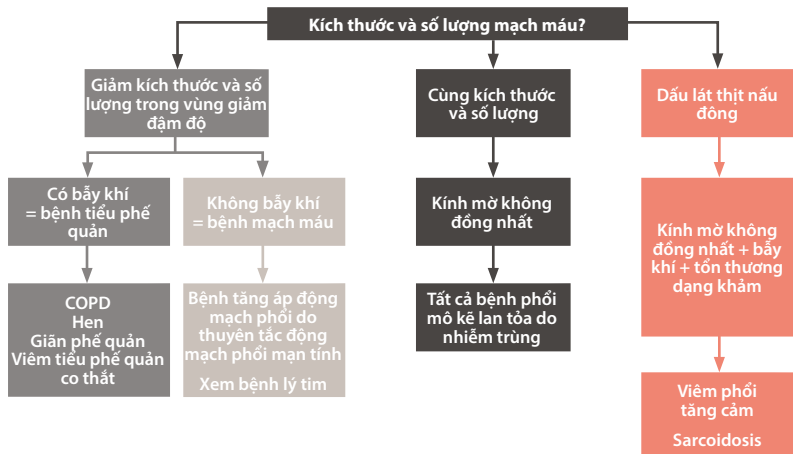 Kích thước và số lượng mạch máu?
Giảm kích thước và số
lượng trong vùng giảm
đậm độ
Cùng kích thước
và số lượng
Dấu lát thịt nấu
đông
Có bẫy khí
= bệnh tiểu phế
quản
Không bẫy khí
= bệnh mạch máu
Kính mờ không
đồng nhất
Kính mờ không
đồng nhất + bẫy
khí + tổn thương
dạng khảm
COPD
Hen
Giãn phế quản
Viêm tiểu phế quản
co thắt
Bệnh tăng áp động
mạch phổi do
thuyên tắc động
mạch phổi mạn tính
Xem bệnh lý tim
Tất cả bệnh phổi
mô kẽ lan tỏa do
nhiễm trùng
Viêm phổi
tăng cảm
Sarcoidosis